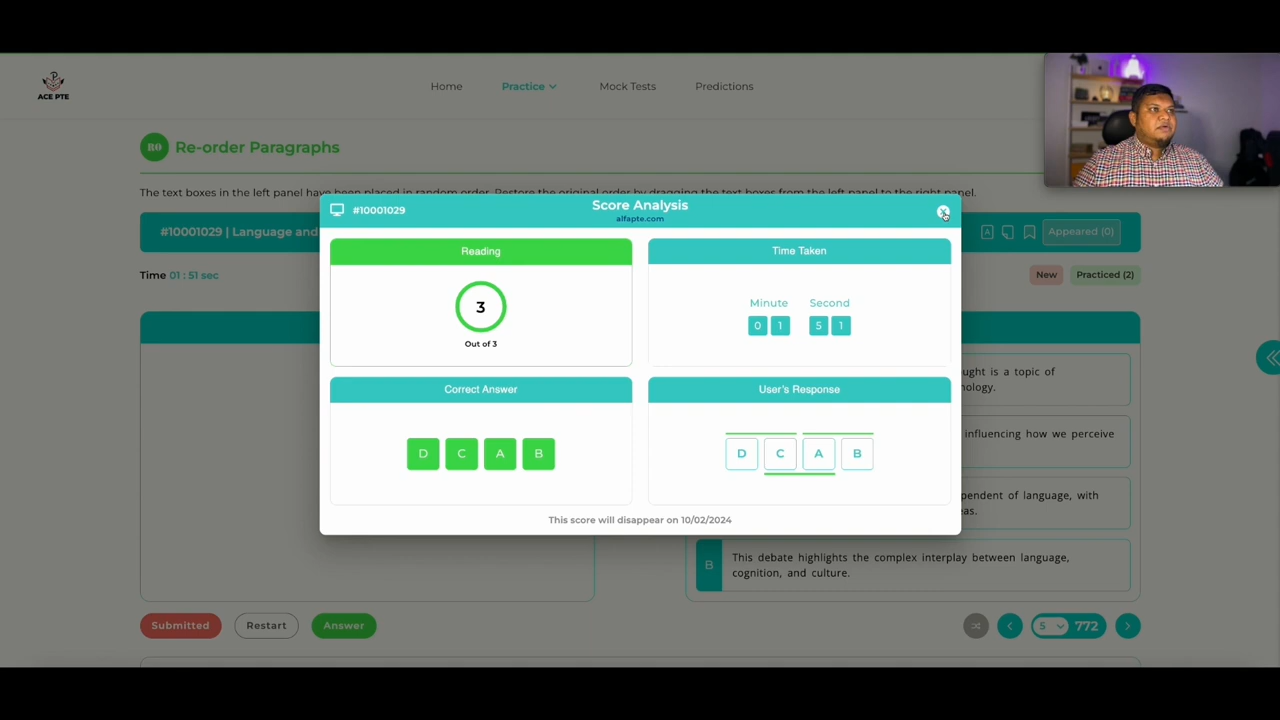 ACE PTE
Home
Practice
Mock Tests
Predictions
RO
Re-order Paragraphs
The text boxes in the left panel have been placed in random order. Restore the original order by dragging the text boxes from the left panel to the right panel.
#10001029 | Language and
Appeared (0)
Time 01 : 51 sec
New
Practiced (2)
#10001029
Score Analysis
alfapte.com
Reading
3
Out of 3
Time Taken
Minute Second
0 1 5 1
Correct Answer
D C A B
User's Response
D C A B
This score will disappear on 10/02/2024
ught is a topic of
nology.
influencing how we perceive
pendent of language, with
as.
B
This debate highlights the complex interplay between language,
cognition, and culture.
Submitted
Restart
Answer
5
772